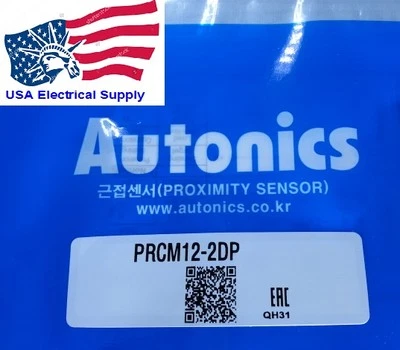 USA Electrical Supply
Autonics
근접센서(PROXIMITY SENSOR)
www.autonics.co.kr
PRCM12-2DP
EAC
QH31